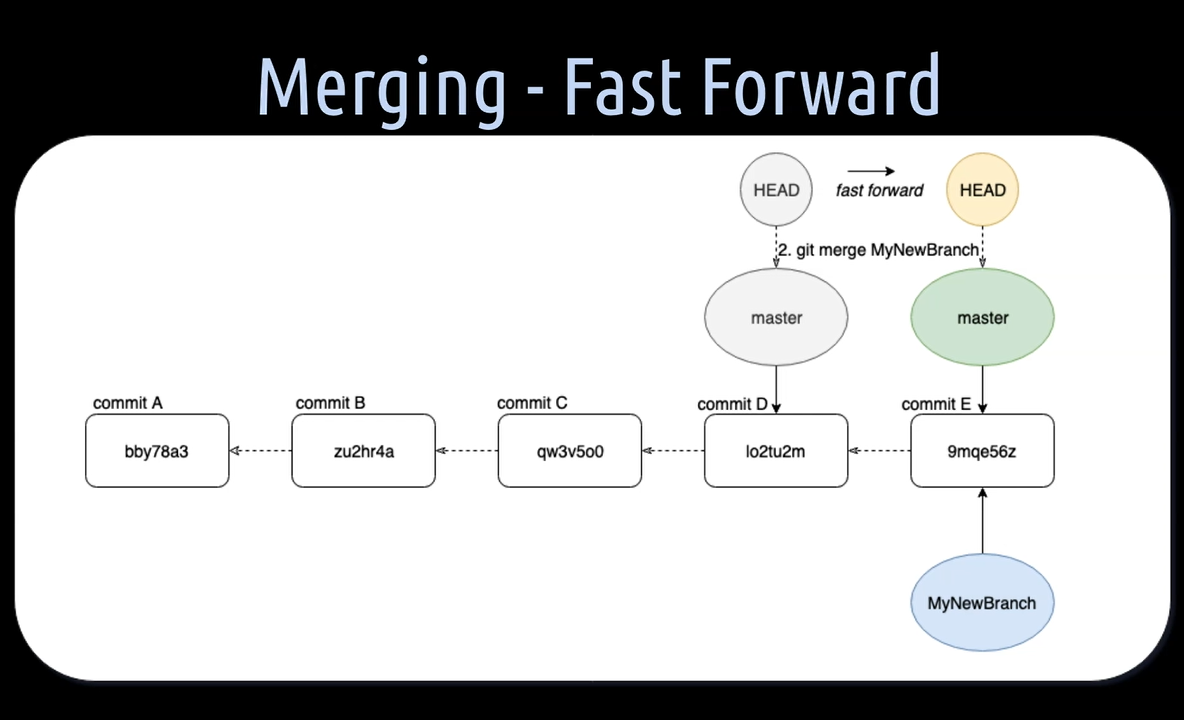 Merging - Fast Forward
HEAD
fast forward
HEAD
2. git merge MyNewBranch
master
master
commit A
commit B
commit C
commit D
commit E
bby78a3
zu2hr4a
qw3v5o0
lo2tu2m
9mqe56z
MyNewBranch